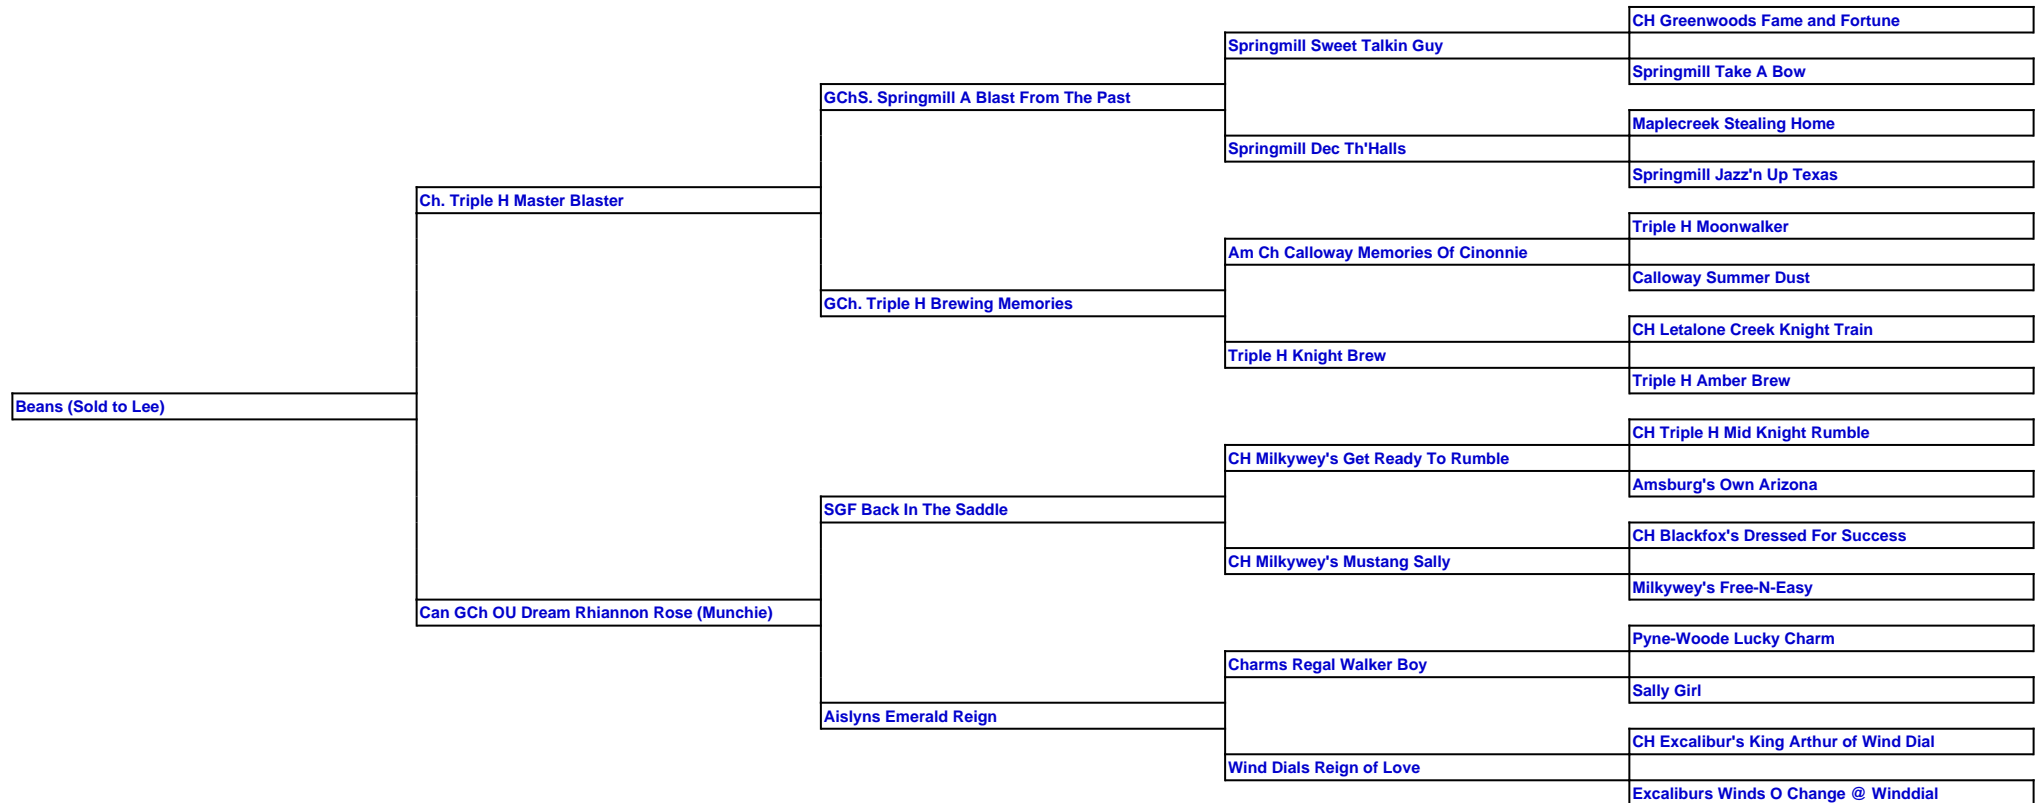 CH Greenwoods Fame and Fortune
Springmill Sweet Talkin Guy
Springmill Take A Bow
GChS. Springmill A Blast From The Past
Maplecreek Stealing Home
Springmill Dec Th'Halls
Springmill Jazz'n Up Texas
Ch. Triple H Master Blaster
Triple H Moonwalker
Am Ch Calloway Memories Of Cinonnie
Calloway Summer Dust
GCh. Triple H Brewing Memories
CH Letalone Creek Knight Train
Triple H Knight Brew
Triple H Amber Brew
Beans (Sold to Lee)
CH Triple H Mid Knight Rumble
CH Milkywey's Get Ready To Rumble
Amsburg's Own Arizona
SGF Back In The Saddle
CH Blackfox's Dressed For Success
CH Milkywey's Mustang Sally
Milkywey's Free-N-Easy
Can GCh OU Dream Rhiannon Rose (Munchie)
Pyne-Woode Lucky Charm
Charms Regal Walker Boy
Sally Girl
Aislyns Emerald Reign
CH Excalibur's King Arthur of Wind Dial
Wind Dials Reign of Love
Excaliburs Winds O Change @ Winddial